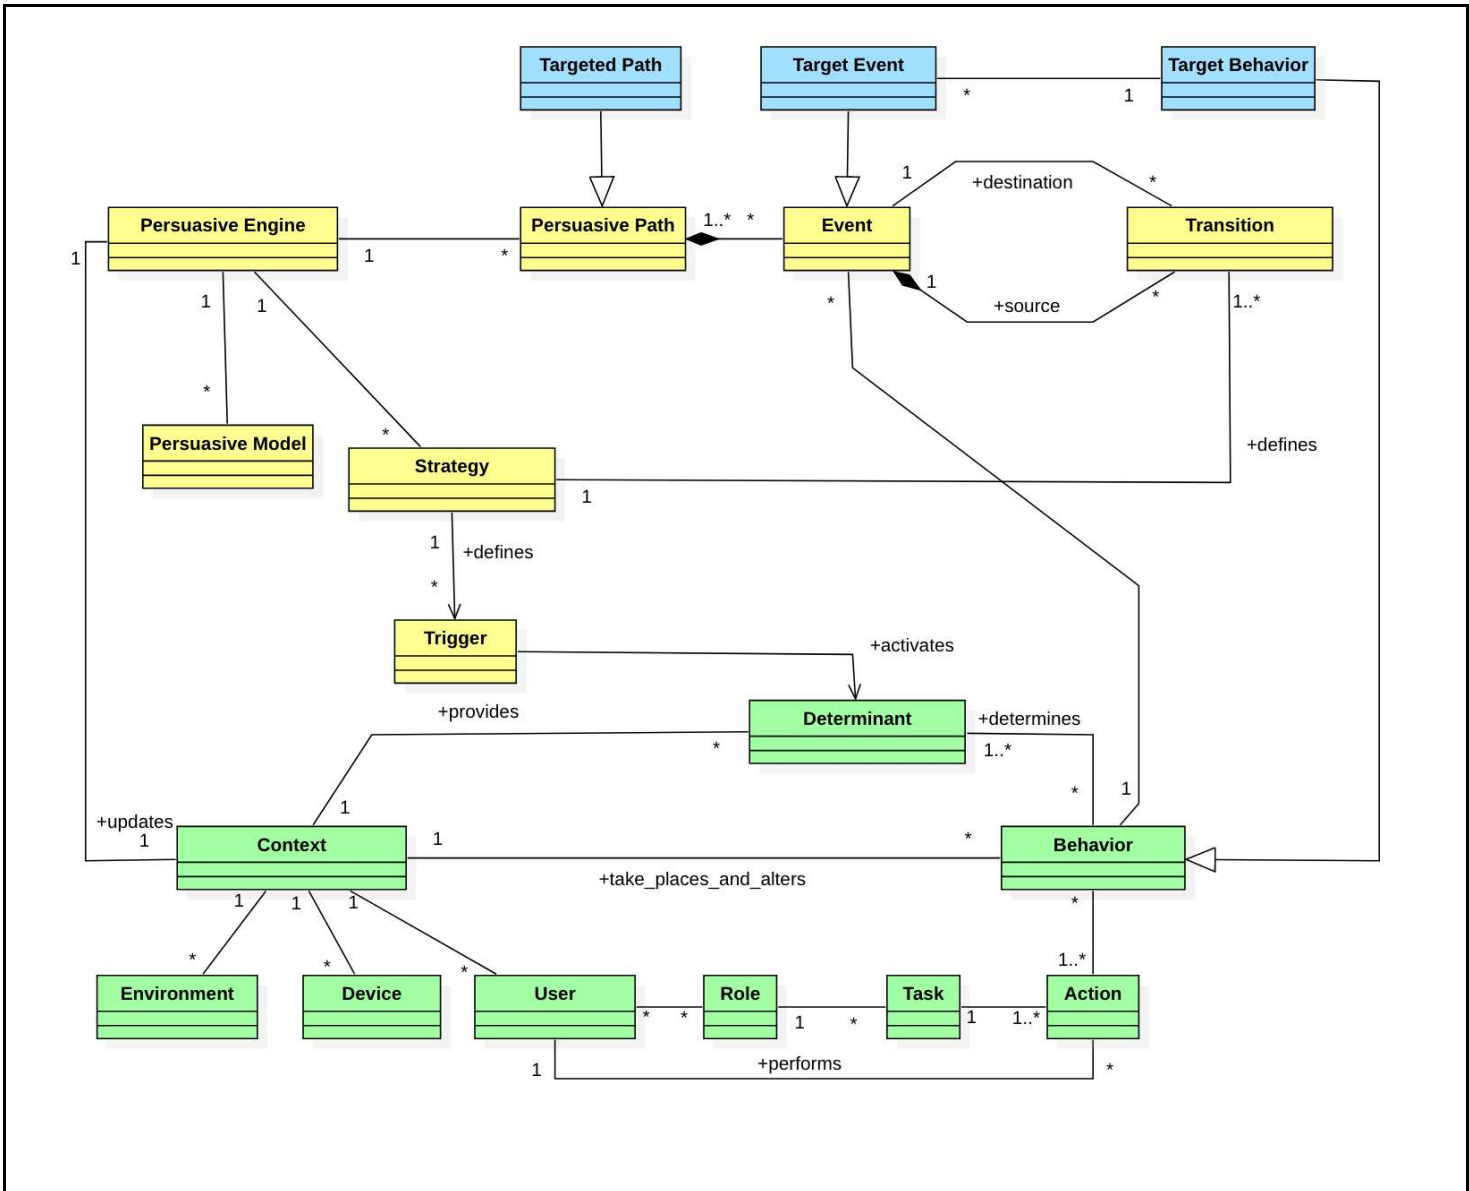 Targeted Path
Target Event
Target Behavior
*
1
1
+destination
*
Persuasive Engine
Persuasive Path
1..*
*
Event
Transition
1
*
1
1
1
*
1
+source
*
1..*
*
*
Persuasive Model
*
Strategy
1
+defines
1
+defines
*
Trigger
+activates
+provides
Determinant
+determines
*
1..*
1
*
1
+updates
1
Context
1
*
Behavior
+take_places_and_alters
1
1
1
*
*
*
*
1..*
Environment
Device
User
Role
Task
Action
*
*
1
*
1
1..*
1
+performs
*